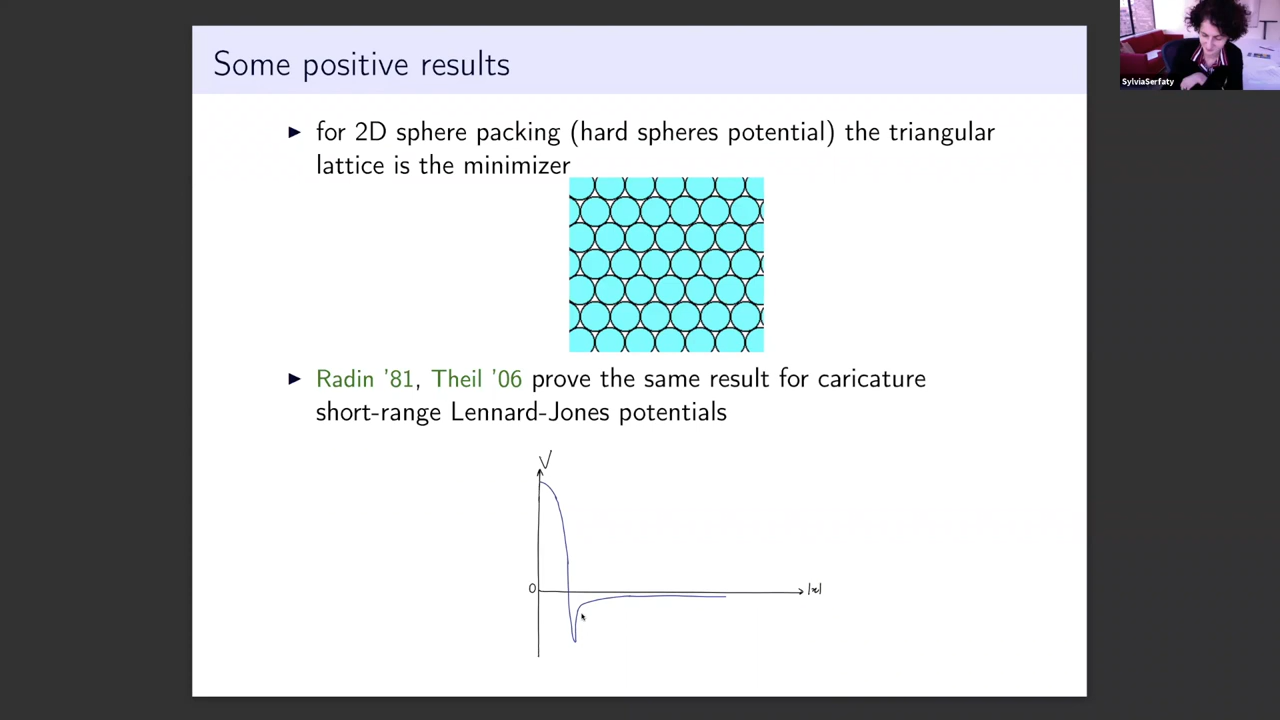 Some positive results
SylviaSerfaty
▶ for 2D sphere packing (hard spheres potential) the triangular
lattice is the minimizer
▶ Radin '81, Theil '06 prove the same result for caricature
short-range Lennard-Jones potentials
V
0
|x|